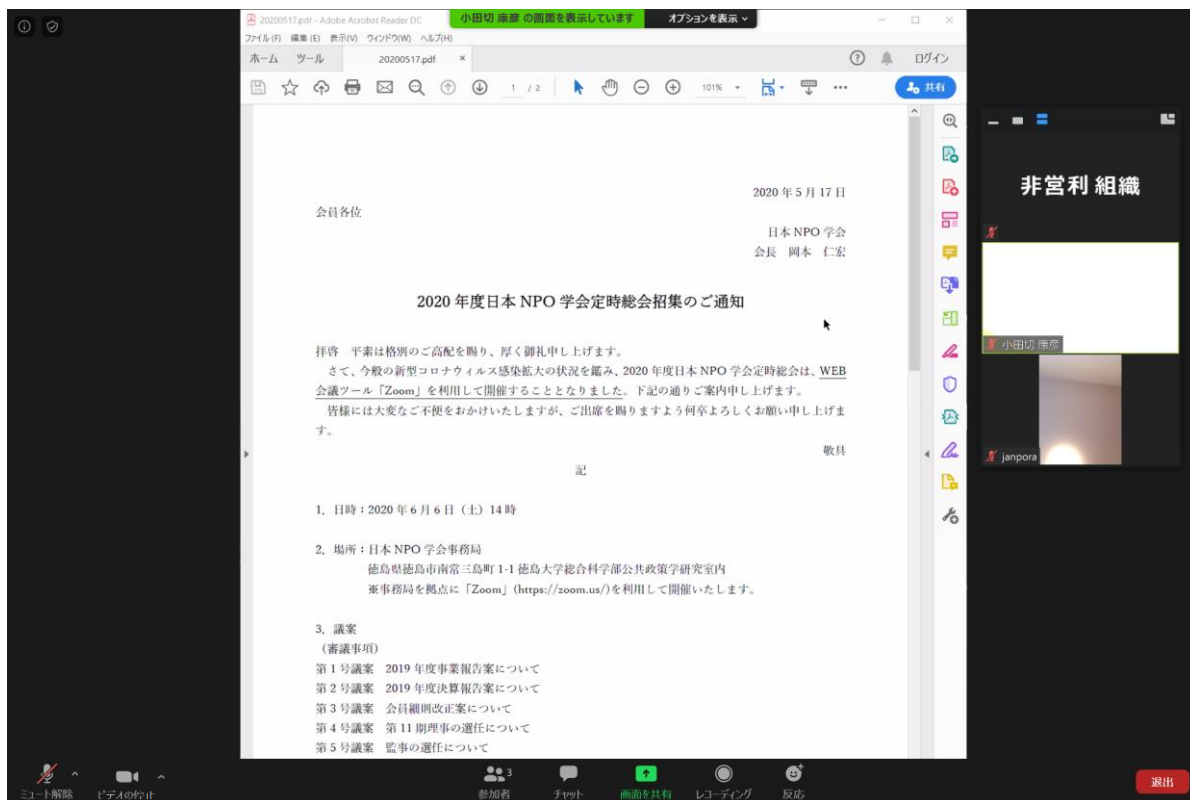 20200517.pdf - Adobe Acrobat Reader DC
小田切 康彦 の画面を表示しています
オプションを表示
ファイル(F) 編集(E) 表示(V) ウィンドウ(W) ヘルプ(H)
ホーム ツール 20200517.pdf × ログイン
1 / 2 101% 共有
2020年5月17日
会員各位
日本 NPO 学会
会長 岡本 仁宏
2020 年度日本 NPO 学会定時総会招集のご通知
拝啓 平素は格別のご高配を賜り、厚く御礼申し上げます。
さて、今般の新型コロナウィルス感染拡大の状況を鑑み、2020 年度日本 NPO 学会定時総会は、WEB
会議ツール「Zoom」を利用して開催することとなりました。下記の通りご案内申し上げます。
皆様には大変なご不便をおかけいたしますが、ご出席を賜りますよう何卒よろしくお願い申し上げま
す。
敬具
記
1. 日時：2020 年 6 月 6 日（土）14 時
2. 場所：日本 NPO 学会事務局
徳島県徳島市南常三島町 1-1 徳島大学総合科学部公共政策学研究室内
※事務局を拠点に「Zoom」(https://zoom.us/)を利用して開催いたします。
3. 議案
（審議事項）
第 1 号議案 2019 年度事業報告案について
第 2 号議案 2019 年度決算報告案について
第 3 号議案 会員細則改正案について
第 4 号議案 第 11 期理事の選任について
第 5 号議案 監事の選任について
非営利 組織
小田切 康彦
janpora
ミュート解除 ビデオの停止 参加者 3 チャット 画面を共有 レコーディング 反応 退出